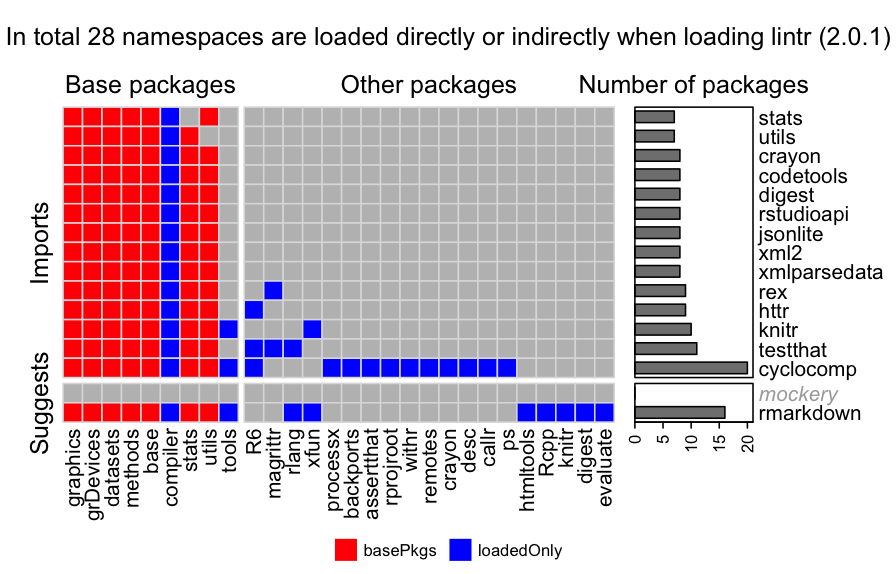 In total 28 namespaces are loaded directly or indirectly when loading lintr (2.0.1)
Base packages
Other packages
Number of packages
Imports
Suggests
stats
utils
crayon
codetools
digest
rstudioapi
jsonlite
xml2
xmlparsedata
rex
httr
knitr
testthat
cyclocomp
mockery
rmarkdown
graphics
grDevices
datasets
methods
base
compiler
stats
utils
tools
R6
magrittr
rlang
xfun
processx
backports
assertthat
rprojroot
withr
remotes
crayon
desc
callr
ps
htmltools
Rcpp
knitr
digest
evaluate
0
5
10
15
20
basePkgs
loadedOnly